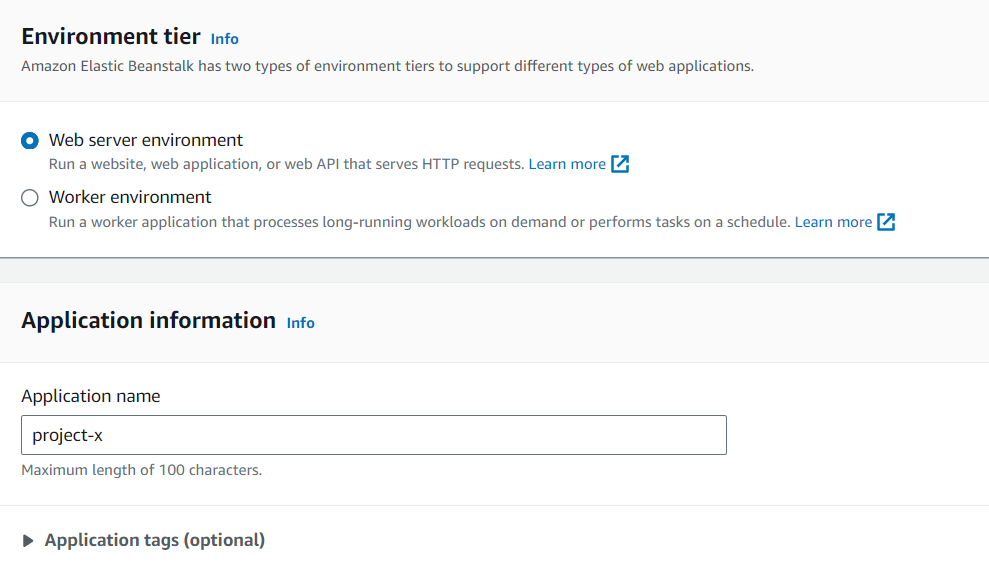 Environment tier Info
Amazon Elastic Beanstalk has two types of environment tiers to support different types of web applications.
Web server environment
Run a website, web application, or web API that serves HTTP requests. Learn more
Worker environment
Run a worker application that processes long-running workloads on demand or performs tasks on a schedule. Learn more
Application information Info
Application name
project-x
Maximum length of 100 characters.
Application tags (optional)